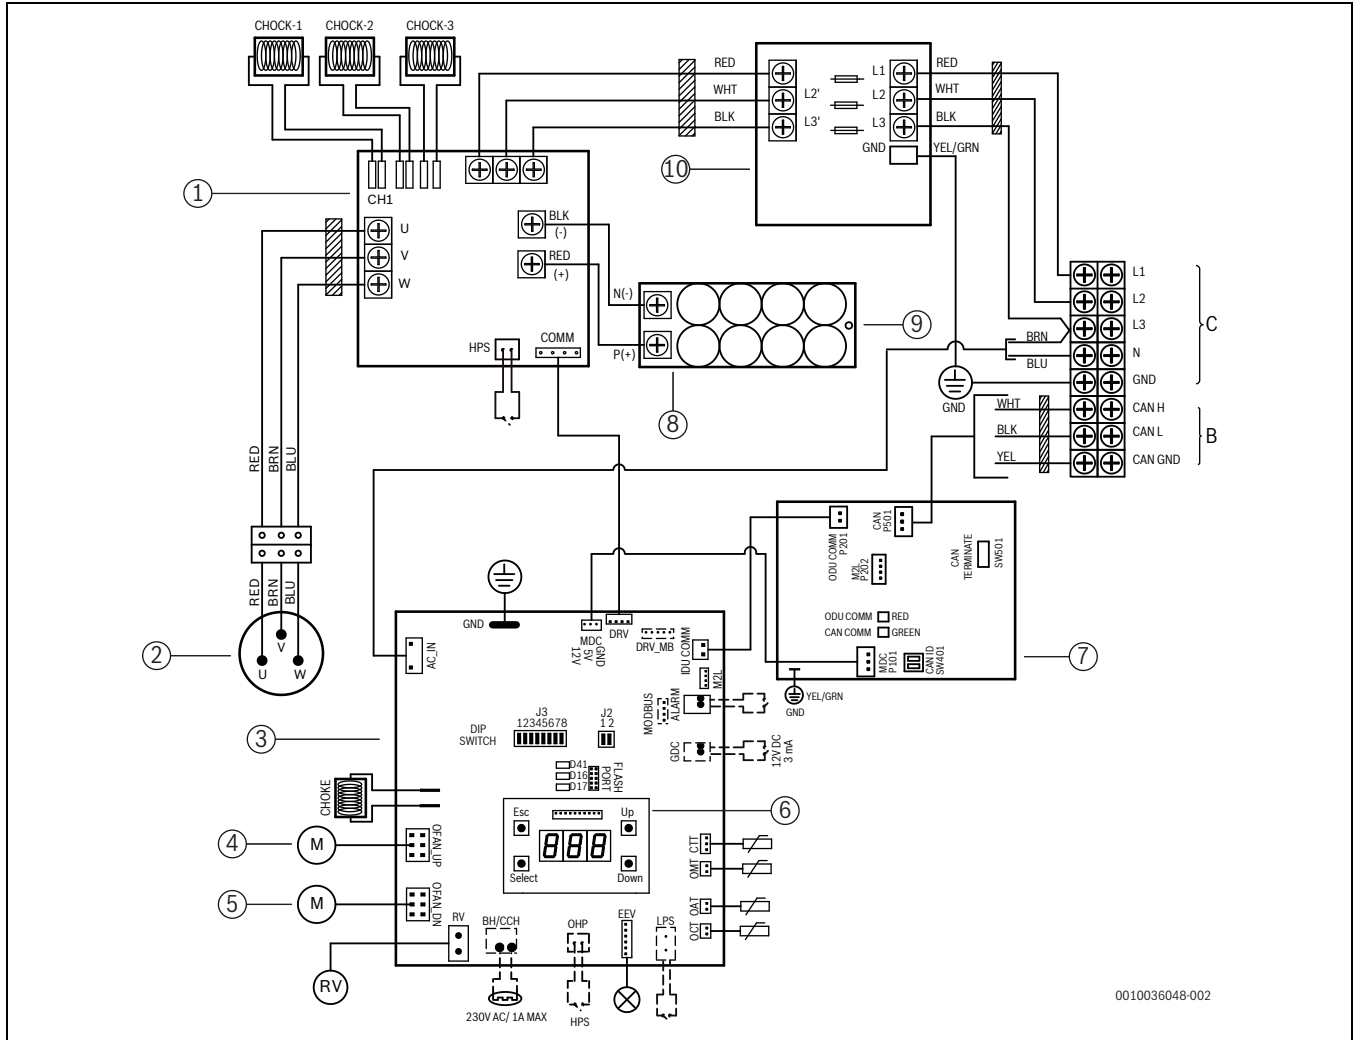 CHOCK-1
CHOCK-2
CHOCK-3
RED
WHT
BLK
L2'
L3'
L1
L2
L3
GND
RED
WHT
BLK
YEL/GRN
10
1
CH1
U
V
W
BLK
(-)
RED
(+)
HPS
COMM
N(-)
P(+)
9
8
L1
L2
L3
N
GND
CAN H
CAN L
CAN GND
C
B
BRN
BLU
GND
WHT
BLK
YEL
RED
BRN
BLU
RED
BRN
BLU
2
V
U
W
ODU COMM
P201
CAN
P501
M2L
P202
CAN
TERMINATE
SW501
ODU COMM
RED
CAN COMM
GREEN
MDC
P101
CAN ID
SW401
YEL/GRN
GND
7
GND
AC_IN
MDC
GND
5V
12V
DRV
DRV_MB
IDU COMM
M2L
MODBUS
ALARM
GDC
12V DC
3 mA
3
DIP
SWITCH
J3
12345678
J2
1 2
D41
D16
D17
FLASH
PORT
CHOKE
Esc
Up
888
Select
Down
6
4
M
OFAN_UP
5
M
OFAN_DN
CTT
OMT
OAT
OCT
RV
RV
BH/CCH
230V AC/ 1A MAX
OHP
HPS
EEV
LPS
0010036048-002